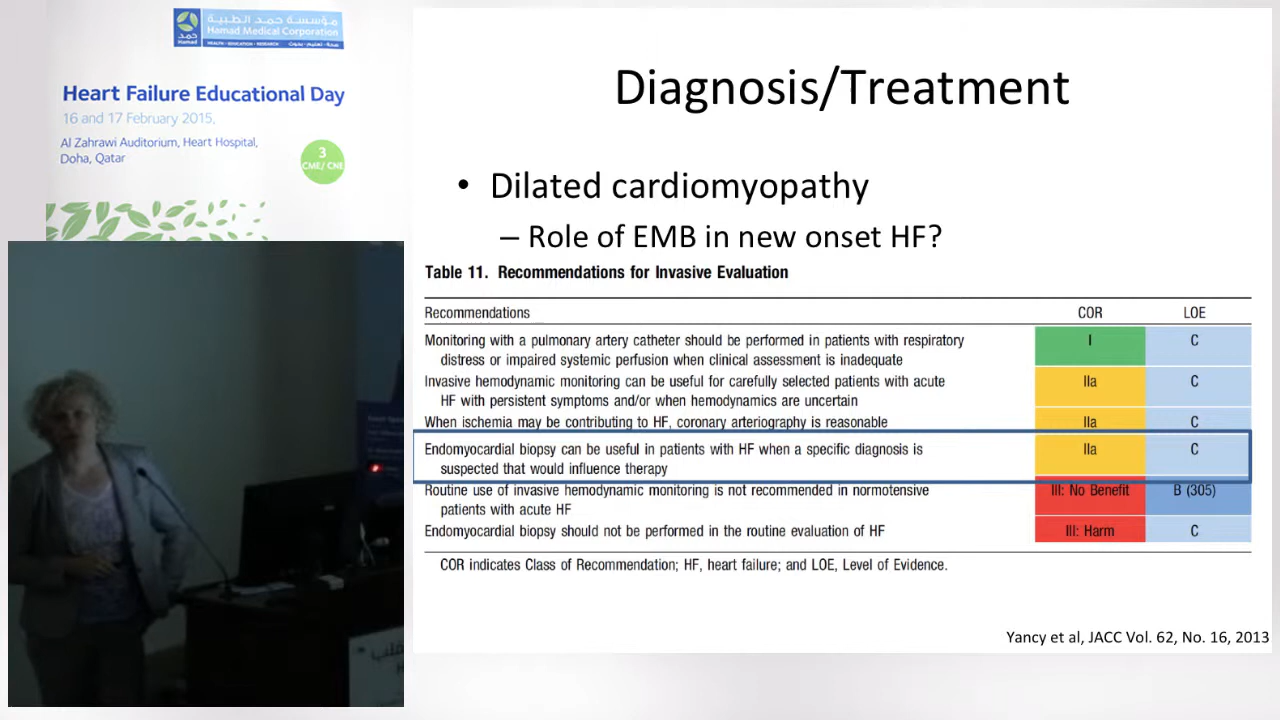 مؤسسة حمد الطبية
Hamad Medical Corporation
حمد
Hamad
HEALTH • EDUCATION • RESEARCH صحة • تعليم • بحوث
Heart Failure Educational Day
16 and 17 February 2015,
Al Zahrawi Auditorium, Heart Hospital,
Doha, Qatar
3
CME/ CNE
Diagnosis/Treatment
• Dilated cardiomyopathy
– Role of EMB in new onset HF?
Table 11. Recommendations for Invasive Evaluation
Recommendations COR LOE
Monitoring with a pulmonary artery catheter should be performed in patients with respiratory I C
distress or impaired systemic perfusion when clinical assessment is inadequate
Invasive hemodynamic monitoring can be useful for carefully selected patients with acute IIa C
HF with persistent symptoms and/or when hemodynamics are uncertain
When ischemia may be contributing to HF, coronary arteriography is reasonable IIa C
Endomyocardial biopsy can be useful in patients with HF when a specific diagnosis is IIa C
suspected that would influence therapy
Routine use of invasive hemodynamic monitoring is not recommended in normotensive III: No Benefit B (305)
patients with acute HF
Endomyocardial biopsy should not be performed in the routine evaluation of HF III: Harm C
COR indicates Class of Recommendation; HF, heart failure; and LOE, Level of Evidence.
Yancy et al, JACC Vol. 62, No. 16, 2013